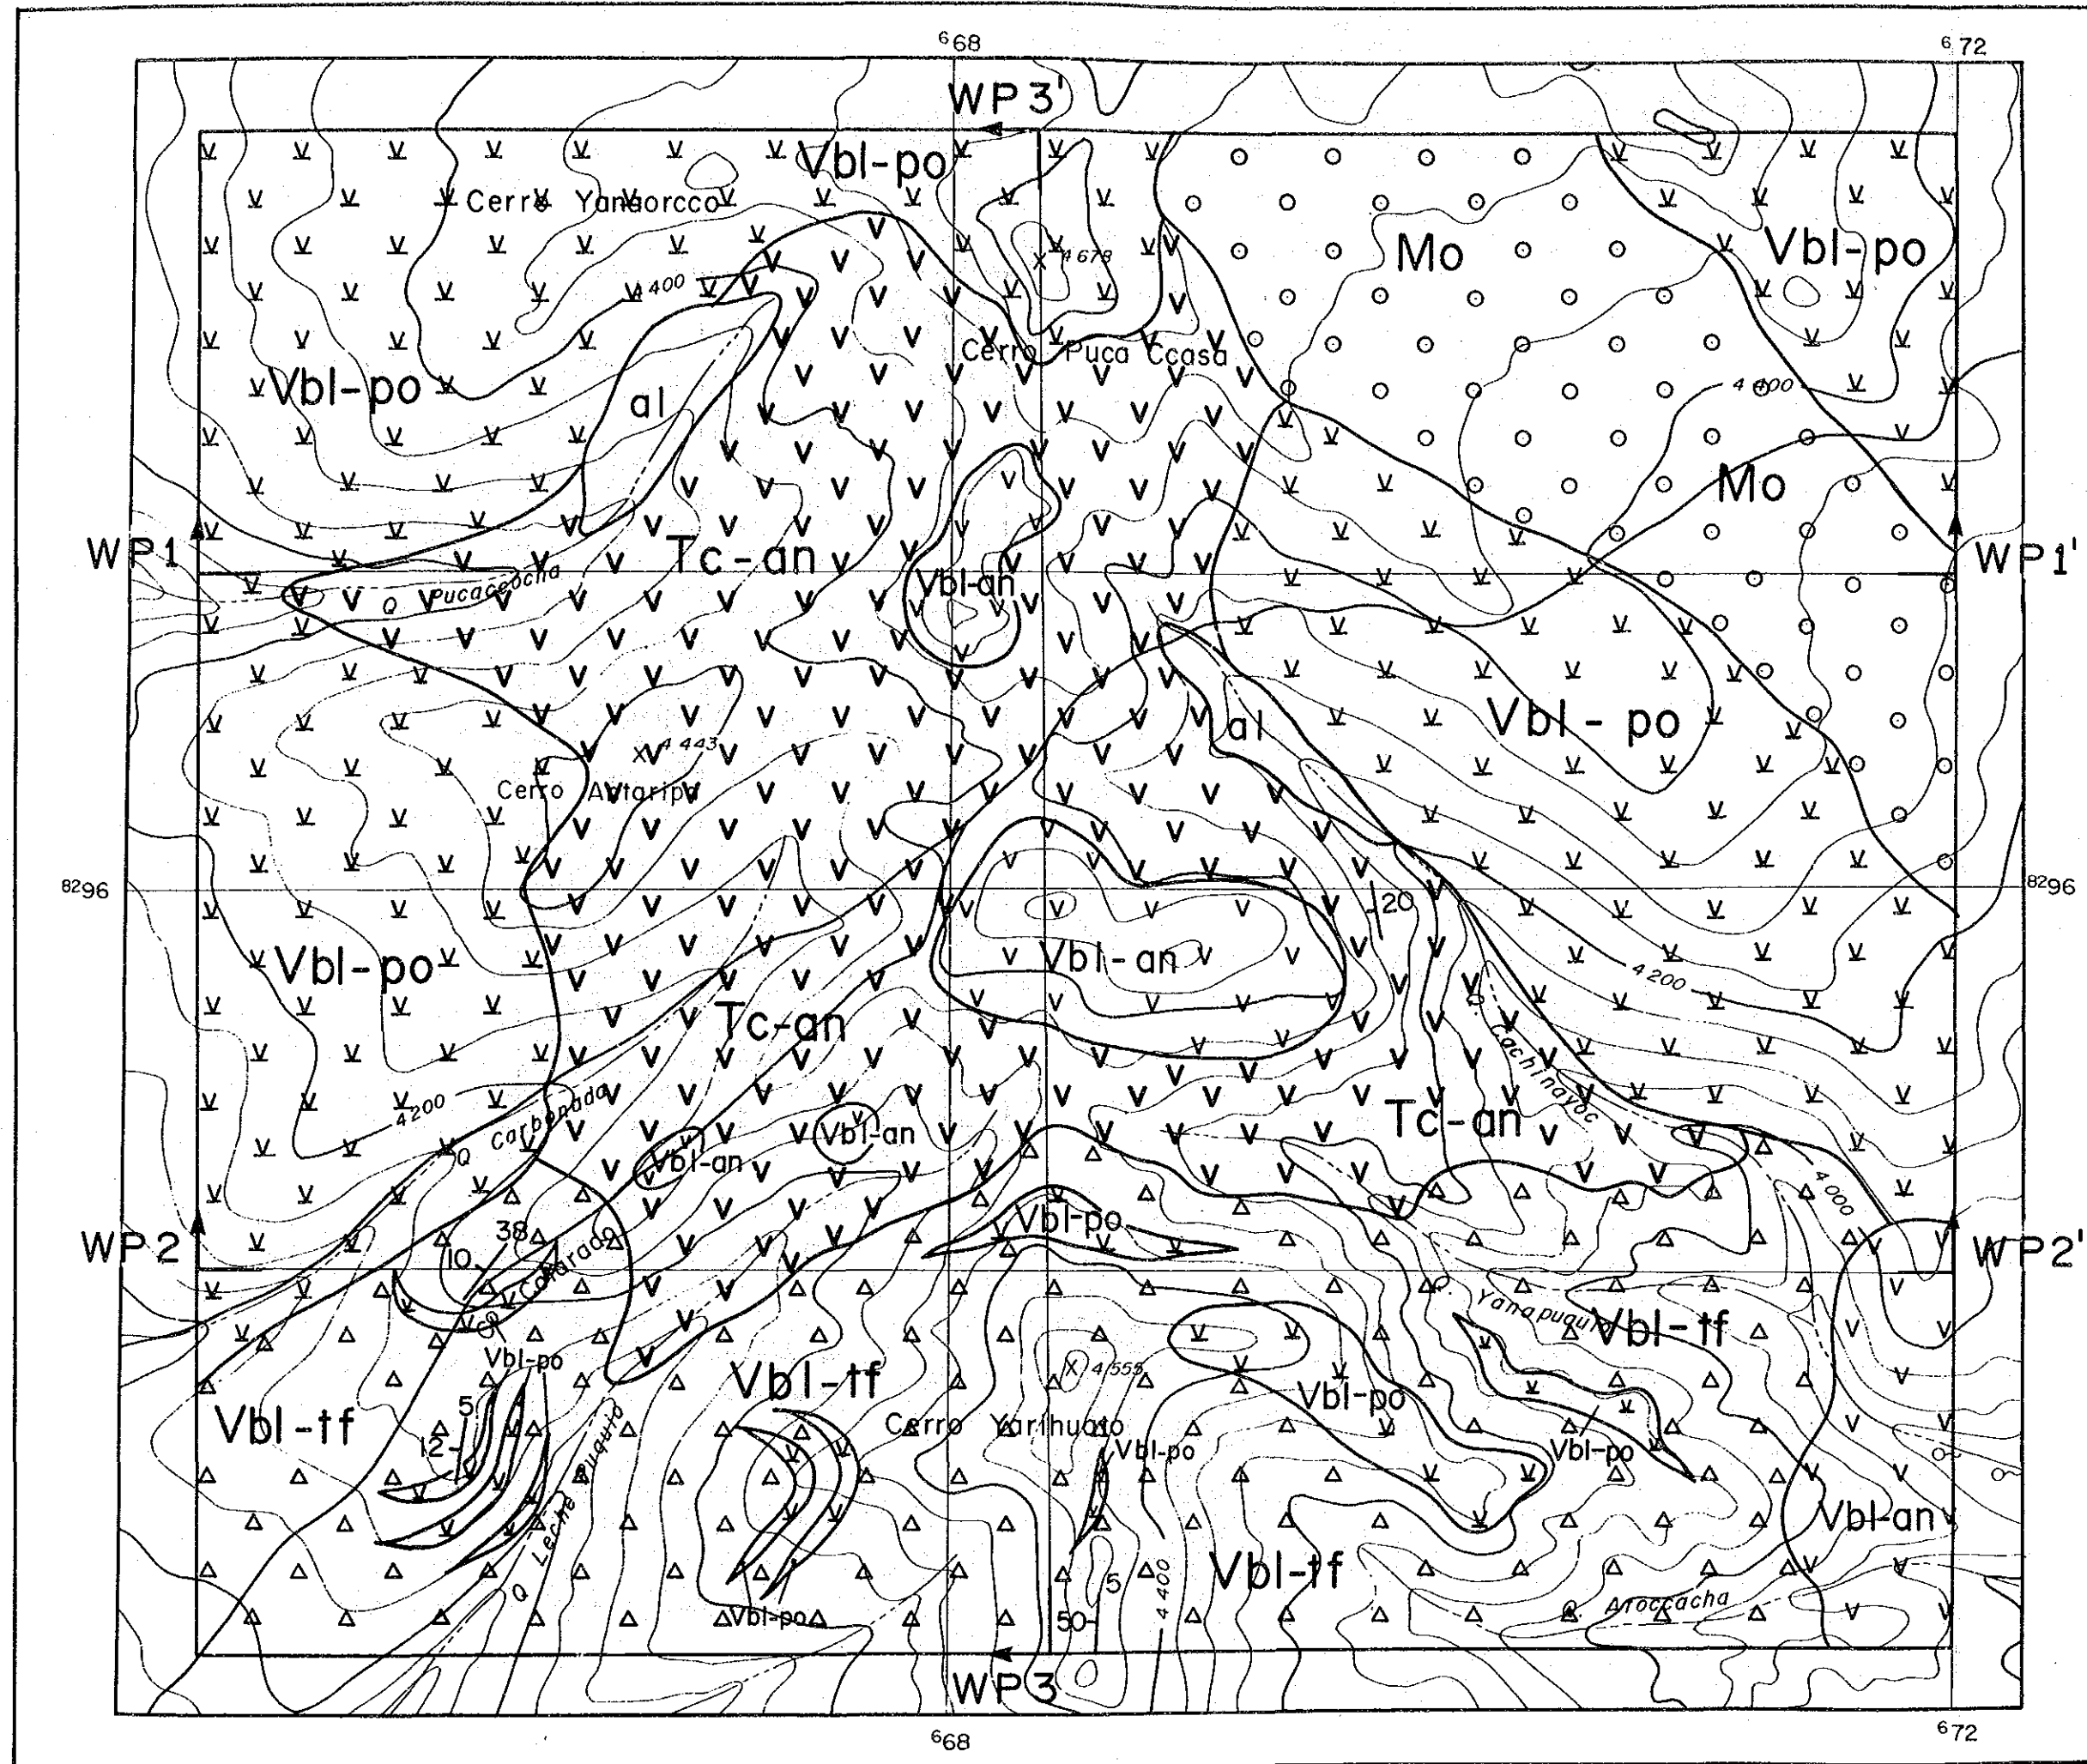 668 672
WP3'
Vbl-po
Cerro Yanaorcco
Mo
Vbl-po
4678
4400
Cerro Puca Ccasa
Vbl-po
al
4400
Mo
WP1
Tc-an
WP1'
Vbl-an
Q Pucaccocha
al
Vbl-po
4443
Cerro Antaripa
8296 8296
20
Vbl-po
Vbl-an
4200
Tc-an
Q. Cachinayoc
4200
Q Carbonada
Tc-an
Vbl-an
Vbl-an
4000
Vbl-po
38
WP2
10
WP2'
Q. Yanapuquio
Vbl-tf
Vbl-po
4555
Vbl-tf
Vbl-po
Vbl-tf
5
Cerro Yarihuato
12
Vbl-po
Vbl-po
Q Leche Puquio
Vbl-an
Vbl-tf
5
4400
Q. Aroccacha
Vbl-po
50
WP3
668 672